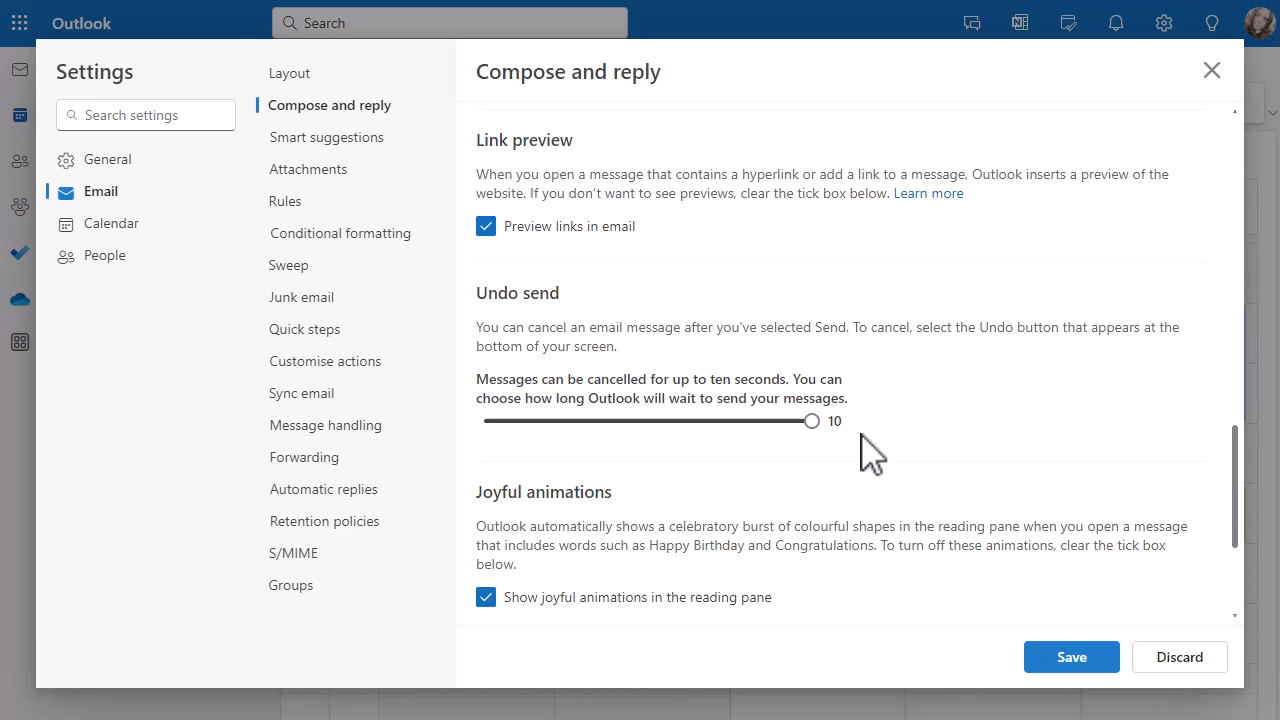 Outlook
Search
Settings
Search settings
General
Email
Calendar
People
Layout
Compose and reply
Smart suggestions
Attachments
Rules
Conditional formatting
Sweep
Junk email
Quick steps
Customise actions
Sync email
Message handling
Forwarding
Automatic replies
Retention policies
S/MIME
Groups
Compose and reply
Link preview
When you open a message that contains a hyperlink or add a link to a message, Outlook inserts a preview of the
website. If you don't want to see previews, clear the tick box below. Learn more
Preview links in email
Undo send
You can cancel an email message after you've selected Send. To cancel, select the Undo button that appears at the
bottom of your screen.
Messages can be cancelled for up to ten seconds. You can
choose how long Outlook will wait to send your messages.
10
Joyful animations
Outlook automatically shows a celebratory burst of colourful shapes in the reading pane when you open a message
that includes words such as Happy Birthday and Congratulations. To turn off these animations, clear the tick box
below.
Show joyful animations in the reading pane
Save
Discard